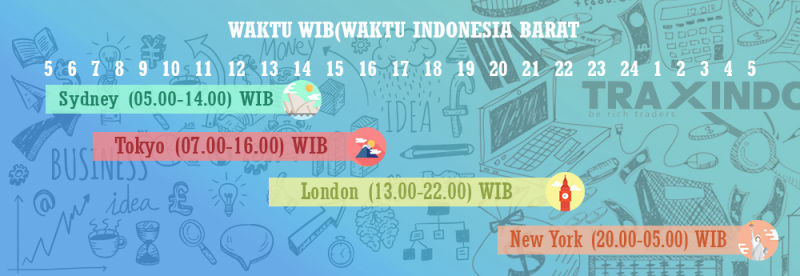 WAKTU WIB(WAKTU INDONESIA BARAT
5 6 7 8 9 10 11 12 13 14 15 16 17 18 19 20 21 22 23 24 1 2 3 4 5
Sydney (05.00-14.00) WIB
TRAXINDO
be rich traders
Tokyo (07.00-16.00) WIB
Money
IDEA
BUSINESS
idea
London (13.00-22.00) WIB
New York (20.00-05.00) WIB